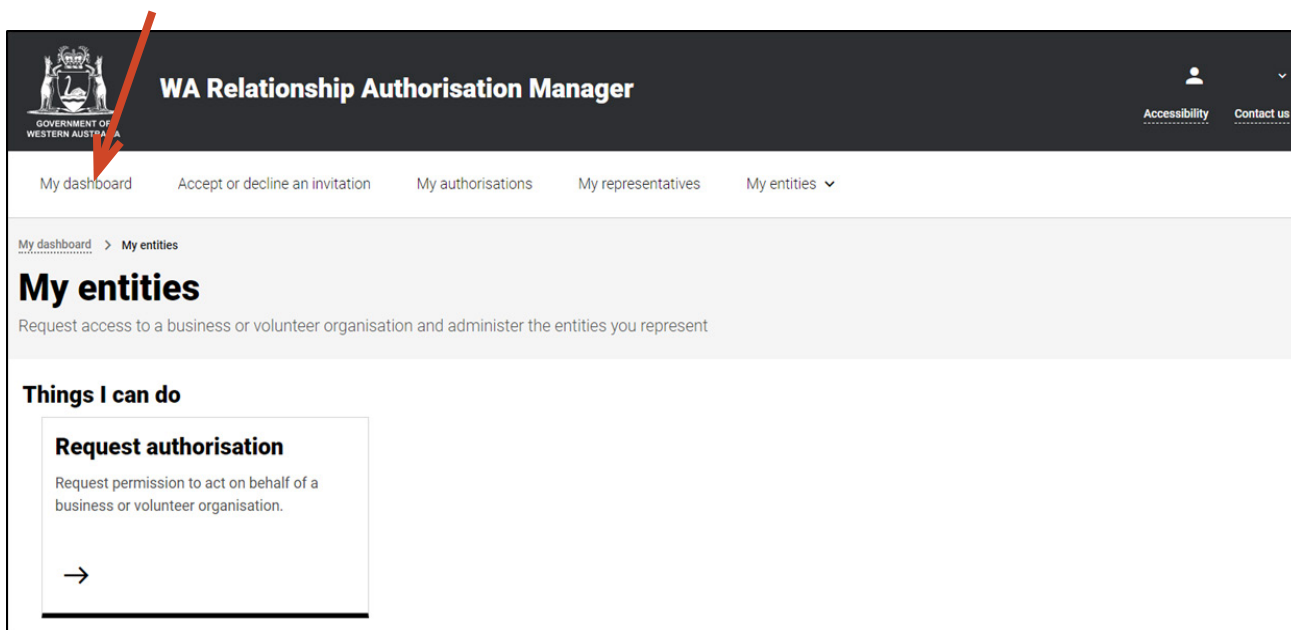 GOVERNMENT OF
WESTERN AUSTRALIA
WA Relationship Authorisation Manager
Accessibility
Contact us
My dashboard
Accept or decline an invitation
My authorisations
My representatives
My entities
My dashboard > My entities
My entities
Request access to a business or volunteer organisation and administer the entities you represent
Things I can do
Request authorisation
Request permission to act on behalf of a
business or volunteer organisation.